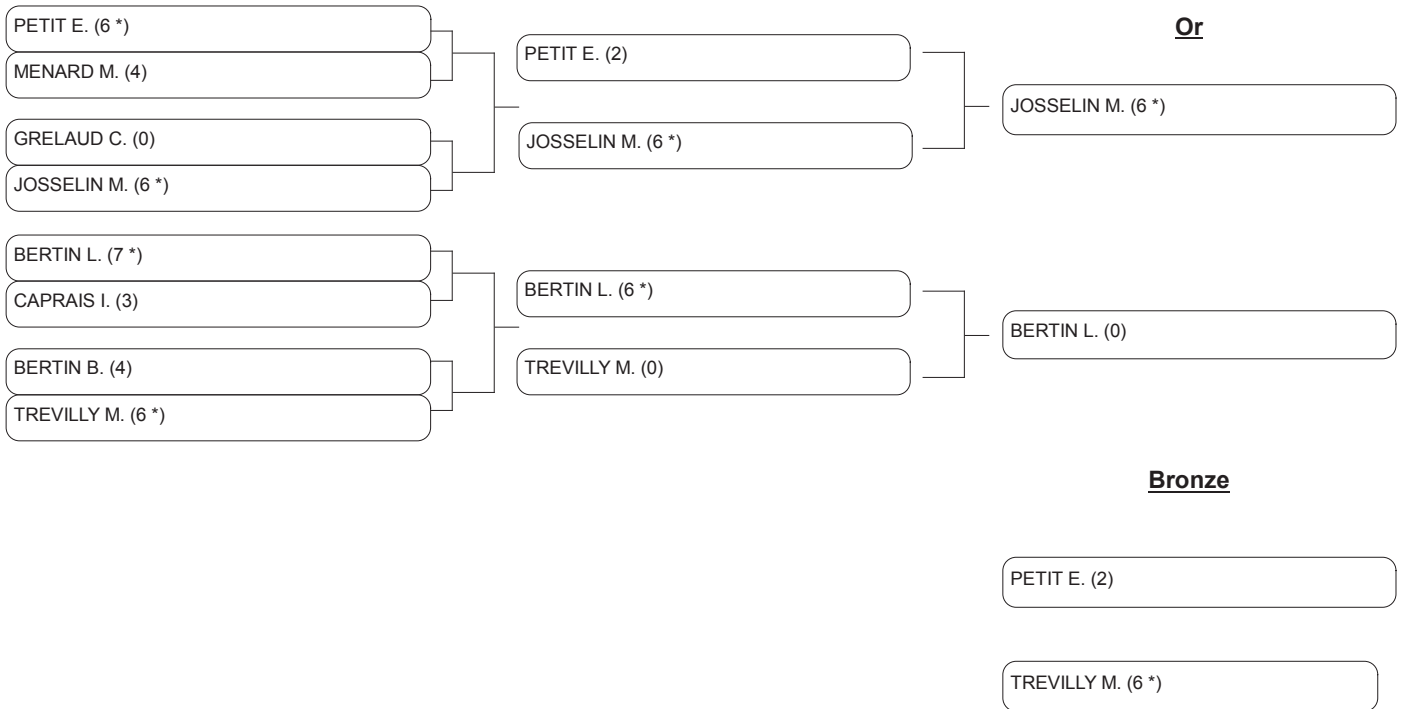 PETIT E. (6 *)
MENARD M. (4)
GRELAUD C. (0)
JOSSELIN M. (6 *)
BERTIN L. (7 *)
CAPRAIS I. (3)
BERTIN B. (4)
TREVILLY M. (6 *)
PETIT E. (2)
JOSSELIN M. (6 *)
BERTIN L. (6 *)
TREVILLY M. (0)
Or
JOSSELIN M. (6 *)
BERTIN L. (0)
Bronze
PETIT E. (2)
TREVILLY M. (6 *)